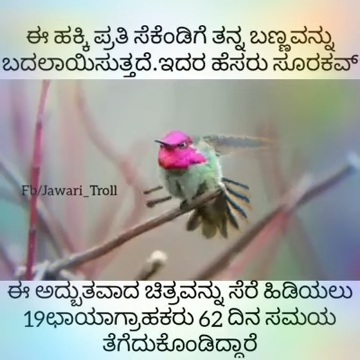 ಈ ಹಕ್ಕಿ ಪ್ರತಿ ಸೆಕೆಂಡಿಗೆ ತನ್ನ ಬಣ್ಣವನ್ನು
ಬದಲಾಯಿಸುತ್ತದೆ.ಇದರ ಹೆಸರು ಸೂರಕವ್
Fb/Jawari_Troll
ಈ ಅದ್ಬುತವಾದ ಚಿತ್ರವನ್ನು ಸೆರೆ ಹಿಡಿಯಲು
19ಛಾಯಾಗ್ರಾಹಕರು 62 ದಿನ ಸಮಯ
ತೆಗೆದುಕೊಂಡಿದ್ದಾರೆ